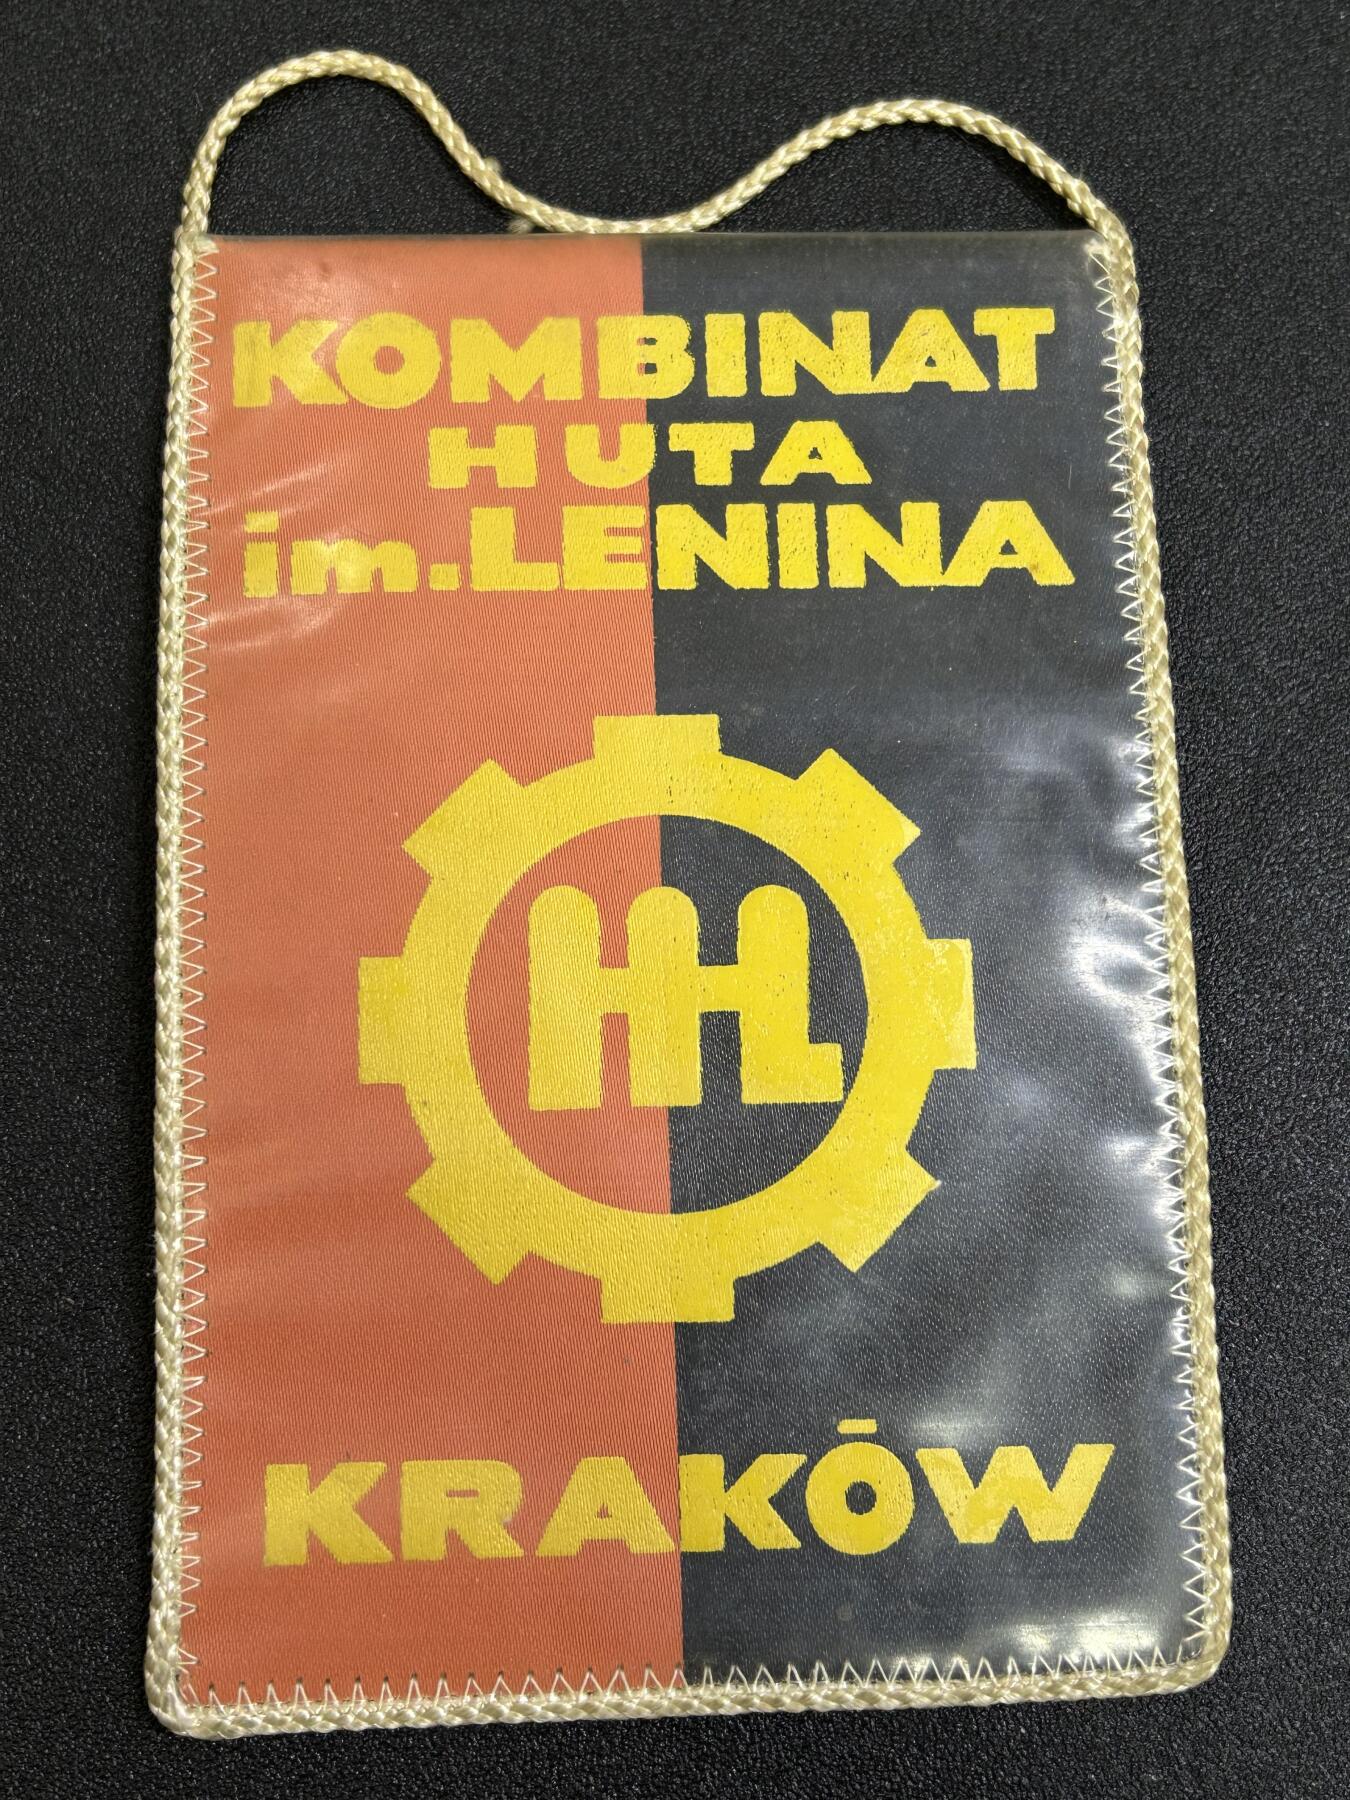 KOMBINAT
HUTA
im.LENINA
HL
KRAKÓW